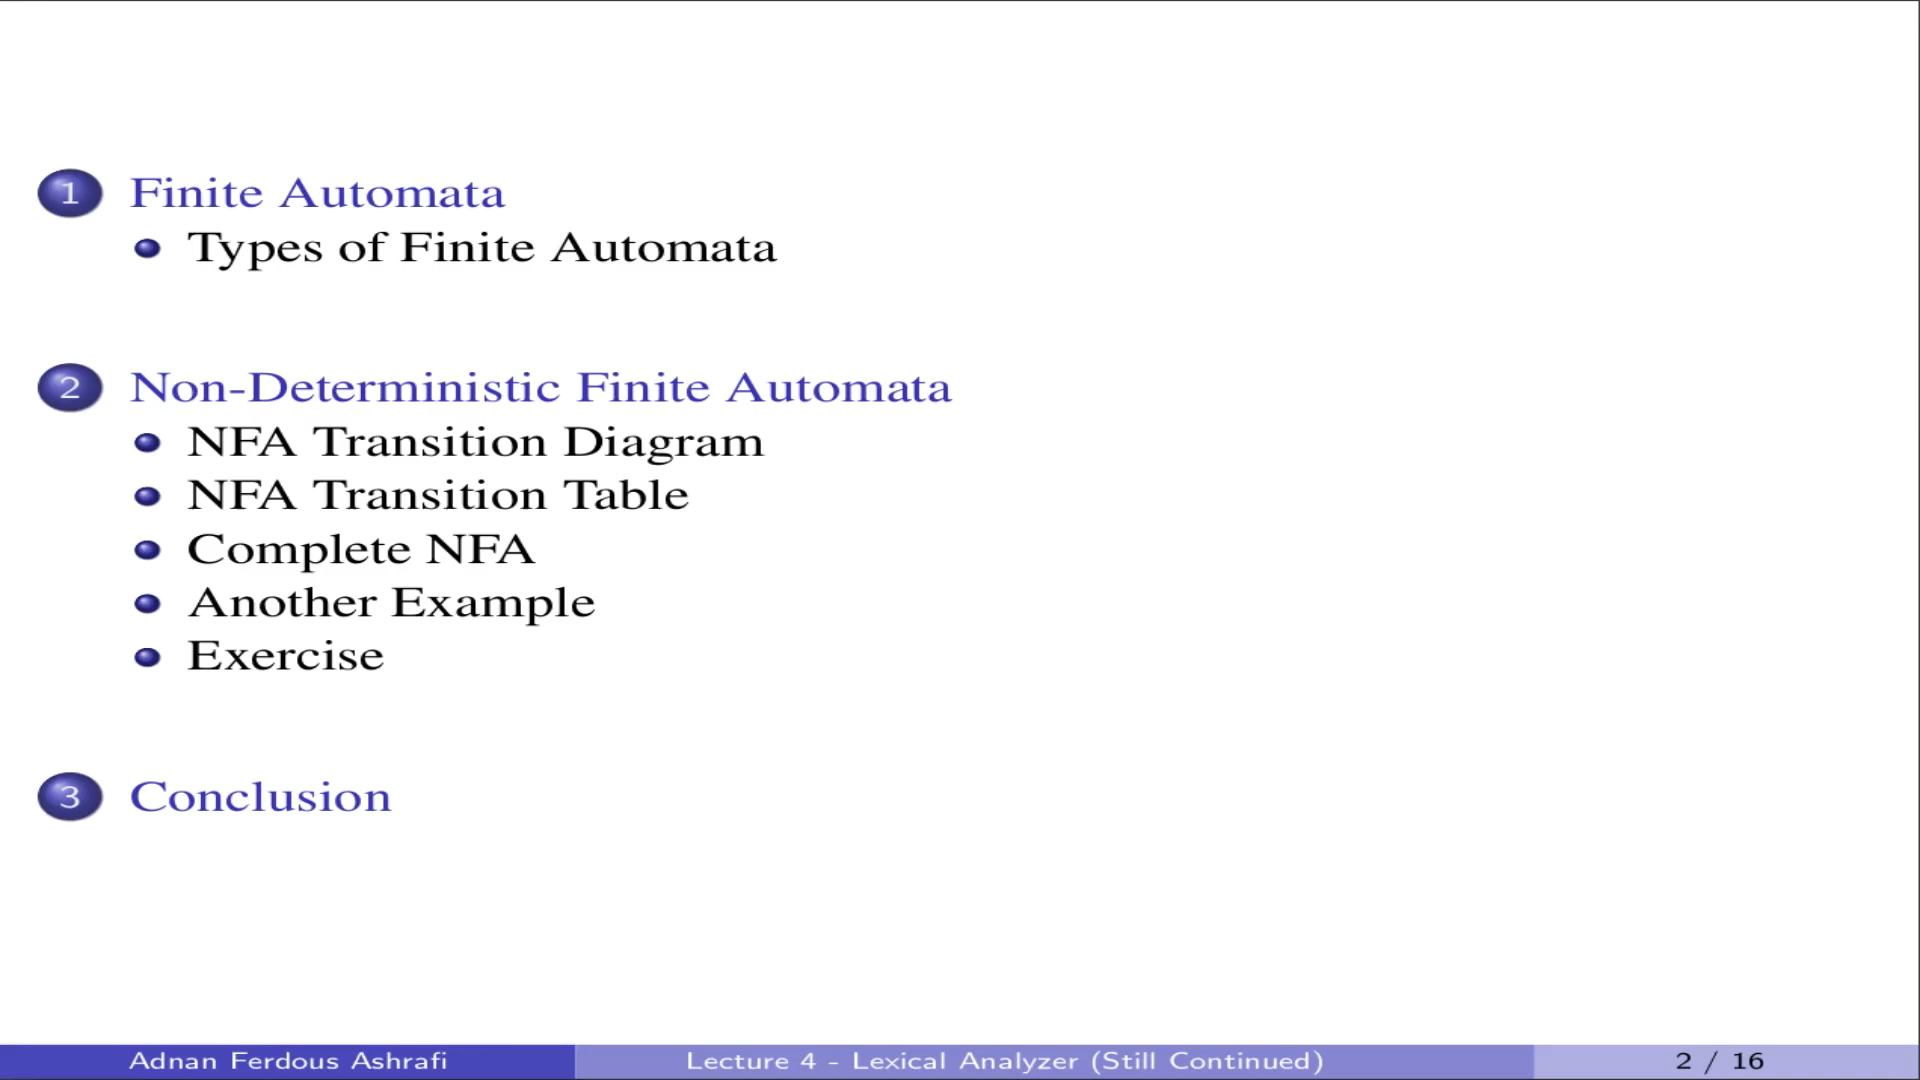 1 Finite Automata
Types of Finite Automata
2 Non-Deterministic Finite Automata
NFA Transition Diagram
NFA Transition Table
Complete NFA
Another Example
Exercise
3 Conclusion
Adnan Ferdous Ashrafi Lecture 4 - Lexical Analyzer (Still Continued) 2 / 16